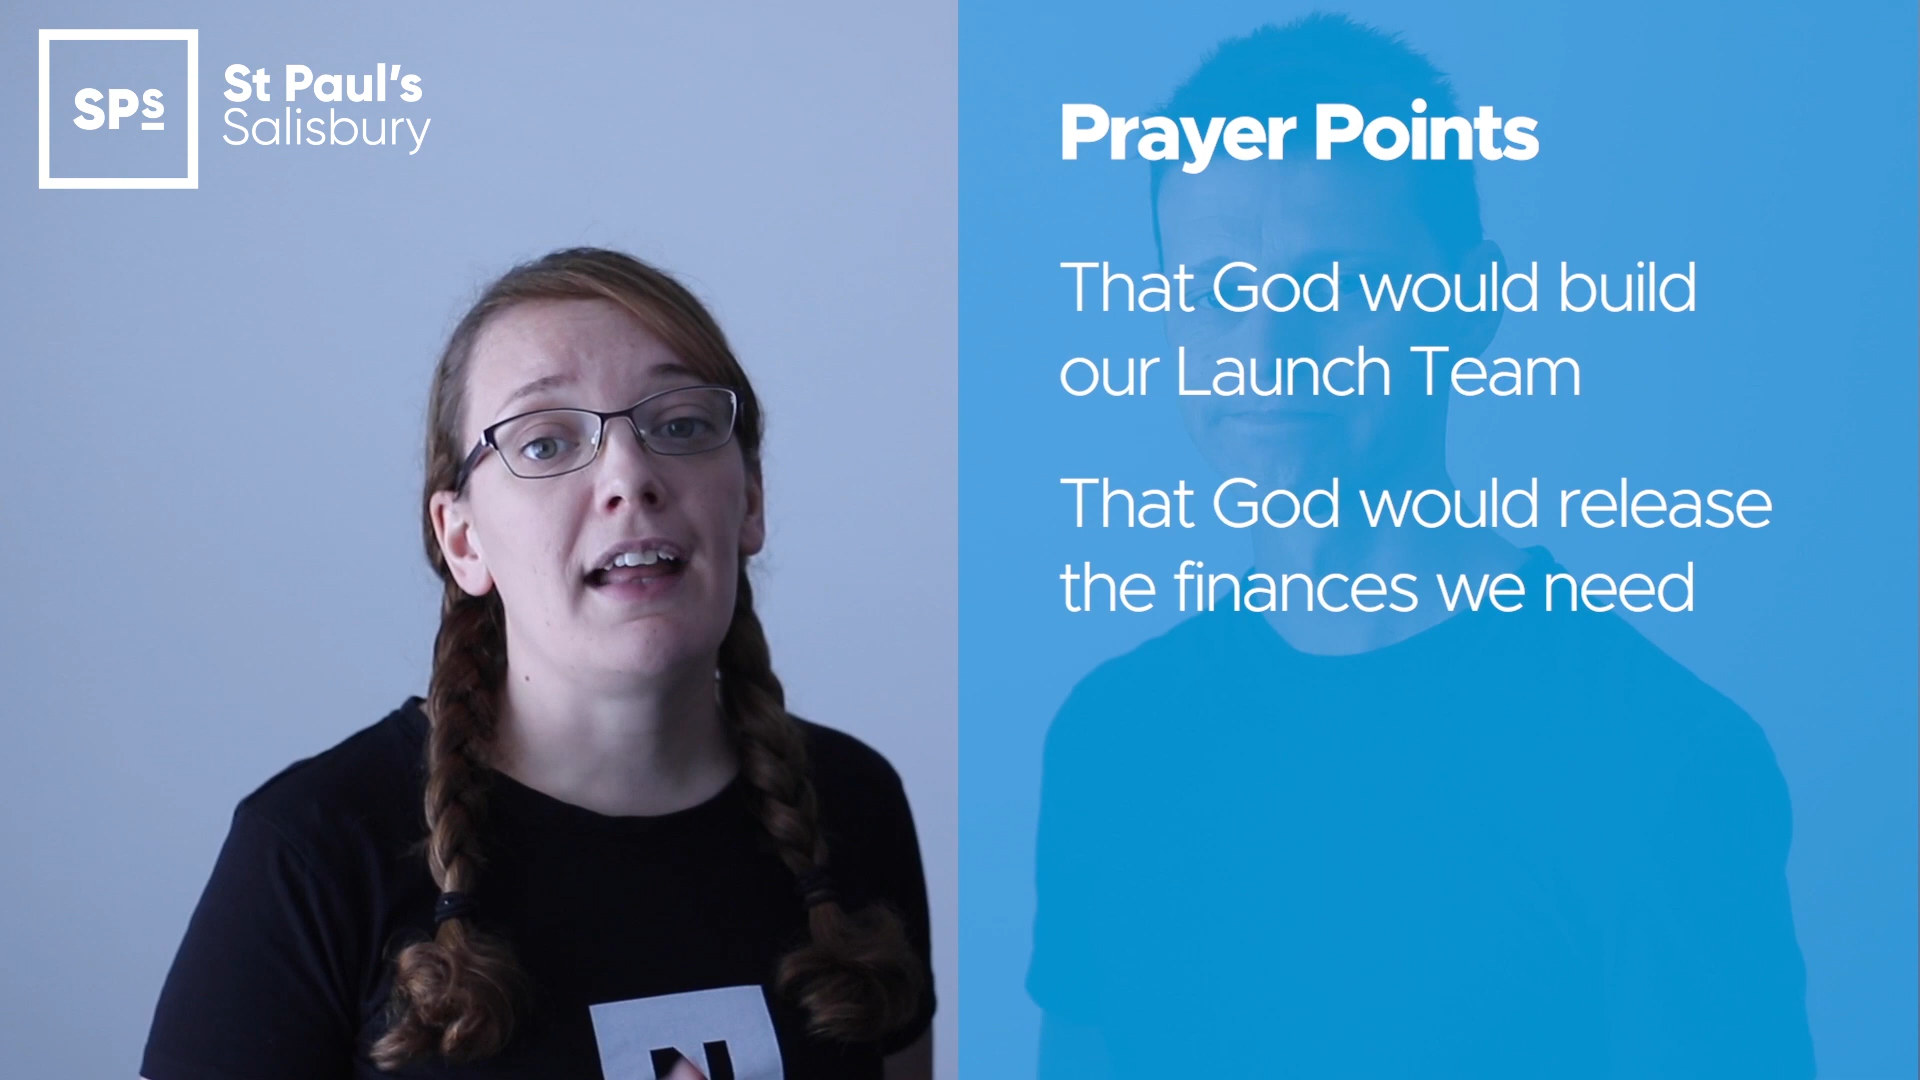 SPs
St Paul's
Salisbury
Prayer Points
That God would build
our Launch Team
That God would release
the finances we need